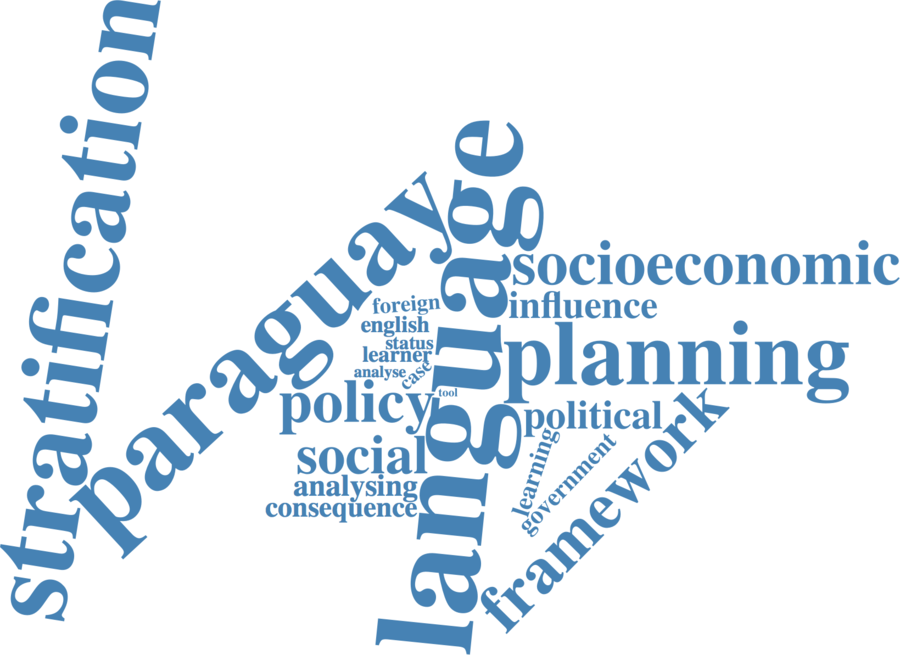 stratification
paraguay
language
socioeconomic
influence
foreign
english
status
learner
analyse
case
planning
policy
tool
political
social
learning
government
framework
analysing
consequence